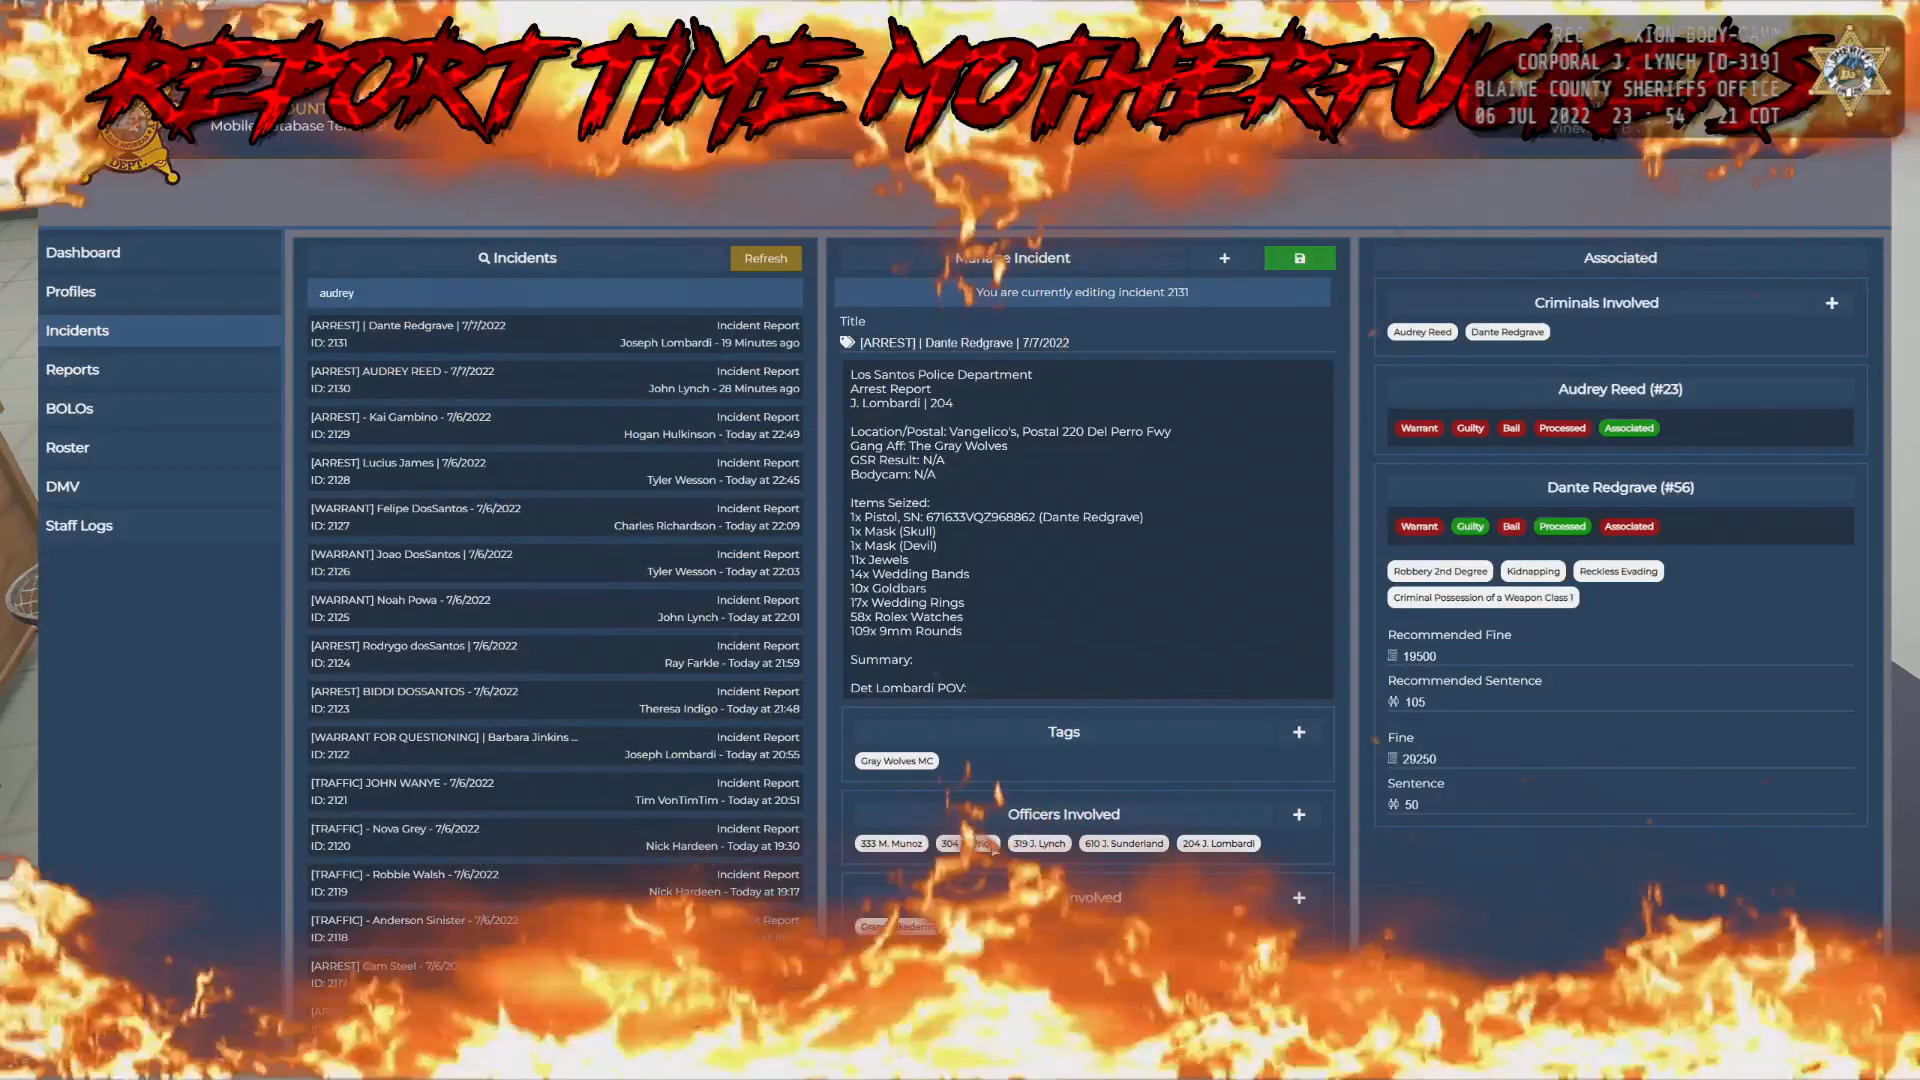 REPORT TIME MOTHERFUCKERS
REC XION BODY-CAM
CORPORAL J. LYNCH [D-319]
BLAINE COUNTY SHERIFFS OFFICE
06 JUL 2022 23 : 54 : 21 CDT
Mobile Database
DEPT.
Dashboard
Profiles
Incidents
Reports
BOLOs
Roster
DMV
Staff Logs
Incidents
Refresh
audrey
[ARREST] | Dante Redgrave | 7/7/2022 Incident Report
ID: 2131 Joseph Lombardi - 19 Minutes ago
[ARREST] AUDREY REED - 7/7/2022 Incident Report
ID: 2130 John Lynch - 28 Minutes ago
[ARREST] - Kai Gambino - 7/6/2022 Incident Report
ID: 2129 Hogan Hulkinson - Today at 22:49
[ARREST] Lucius James | 7/6/2022 Incident Report
ID: 2128 Tyler Wesson - Today at 22:45
[WARRANT] Felipe DosSantos - 7/6/2022 Incident Report
ID: 2127 Charles Richardson - Today at 22:09
[WARRANT] Joao DosSantos | 7/6/2022 Incident Report
ID: 2126 Tyler Wesson - Today at 22:03
[WARRANT] Noah Powa - 7/6/2022 Incident Report
ID: 2125 John Lynch - Today at 22:01
[ARREST] Rodrygo dosSantos | 7/6/2022 Incident Report
ID: 2124 Ray Farkle - Today at 21:59
[ARREST] BIDDI DOSSANTOS - 7/6/2022 Incident Report
ID: 2123 Theresa Indigo - Today at 21:48
[WARRANT FOR QUESTIONING] | Barbara Jinkins ... Incident Report
ID: 2122 Joseph Lombardi - Today at 20:55
[TRAFFIC] JOHN WANYE - 7/6/2022 Incident Report
ID: 2121 Tim VonTimTim - Today at 20:51
[TRAFFIC] - Nova Grey - 7/6/2022 Incident Report
ID: 2120 Nick Hardeen - Today at 19:30
[TRAFFIC] - Robbie Walsh - 7/6/2022 Incident Report
ID: 2119 Nick Hardeen - Today at 19:17
[TRAFFIC] - Anderson Sinister - 7/6/2022 Report
ID: 2118
[ARREST] Cam Steel - 7/6/20
ID: 2117
Manage Incident
You are currently editing incident 2131
Title
[ARREST] | Dante Redgrave | 7/7/2022
Los Santos Police Department
Arrest Report
J. Lombardi | 204
Location/Postal: Vangelico's, Postal 220 Del Perro Fwy
Gang Aff: The Gray Wolves
GSR Result: N/A
Bodycam: N/A
Items Seized:
1x Pistol, SN: 671633VQZ968862 (Dante Redgrave)
1x Mask (Skull)
1x Mask (Devil)
11x Jewels
14x Wedding Bands
10x Goldbars
17x Wedding Rings
58x Rolex Watches
109x 9mm Rounds
Summary:
Det Lombardi POV:
Tags
Gray Wolves MC
Officers Involved
333 M. Munoz 304 319 J. Lynch 610 J. Sunderland 204 J. Lombardi
Involved
Associated
Criminals Involved
Audrey Reed Dante Redgrave
Audrey Reed (#23)
Warrant Guilty Bail Processed Associated
Dante Redgrave (#56)
Warrant Guilty Bail Processed Associated
Robbery 2nd Degree Kidnapping Reckless Evading
Criminal Possession of a Weapon Class 1
Recommended Fine
19500
Recommended Sentence
105
Fine
29250
Sentence
50